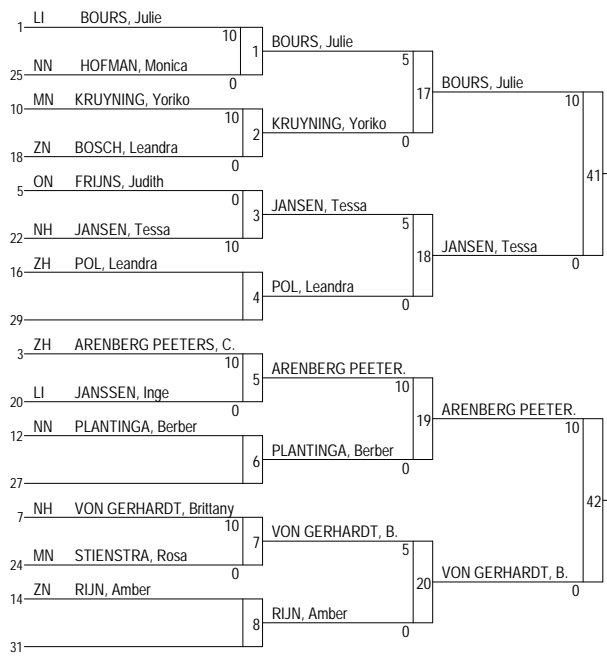 1 LI BOURS, Julie
10
1 BOURS, Julie
5
25 NN HOFMAN, Monica
0
BOURS, Julie
10
10 MN KRUYNING, Yoriko
10
17
2 KRUYNING, Yoriko
0
18 ZN BOSCH, Leandra
0
41
5 ON FRIJNS, Judith
0
3 JANSEN, Tessa
5
22 NH JANSEN, Tessa
10
18 JANSEN, Tessa
0
16 ZH POL, Leandra
4 POL, Leandra
0
29
3 ZH ARENBERG PEETERS, C.
10
5 ARENBERG PEETER.
10
20 LI JANSSEN, Inge
0
19 ARENBERG PEETER.
10
12 NN PLANTINGA, Berber
6 PLANTINGA, Berber
0
27
42
7 NH VON GERHARDT, Brittany
10
7 VON GERHARDT, B.
5
24 MN STIENSTRA, Rosa
0
20 VON GERHARDT, B.
0
14 ZN RIJN, Amber
8 RIJN, Amber
0
31